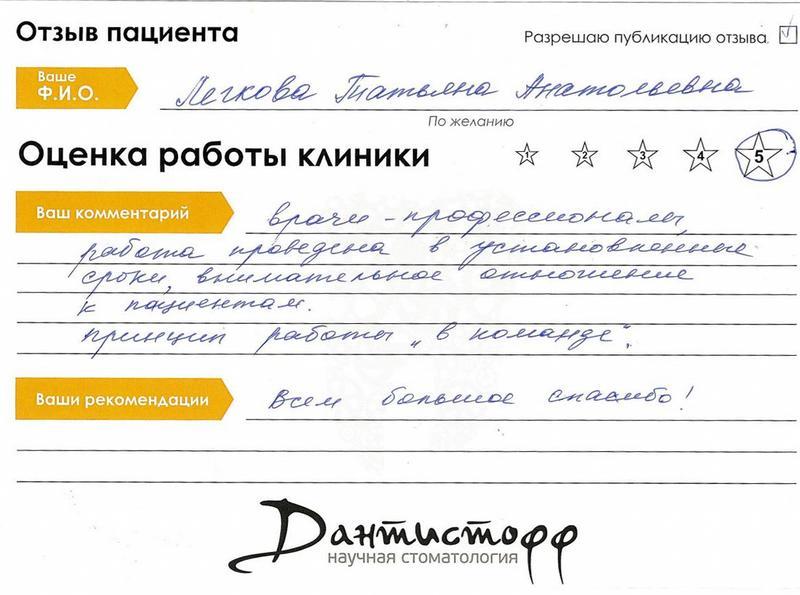 Отзыв пациента
Разрешаю публикацию отзыва
Ваше
Ф.И.О.
Легкова Татьяна Анатольевна
По желанию
Оценка работы клиники
1 2 3 4 5
Ваш комментарий
врачи - профессионалы,
работа проведена в установленные
сроки, внимательное отношение
к пациентам.
принцип работы „в команде“.
Ваши рекомендации
Всем большое спасибо!
Дантистофф
научная стоматология